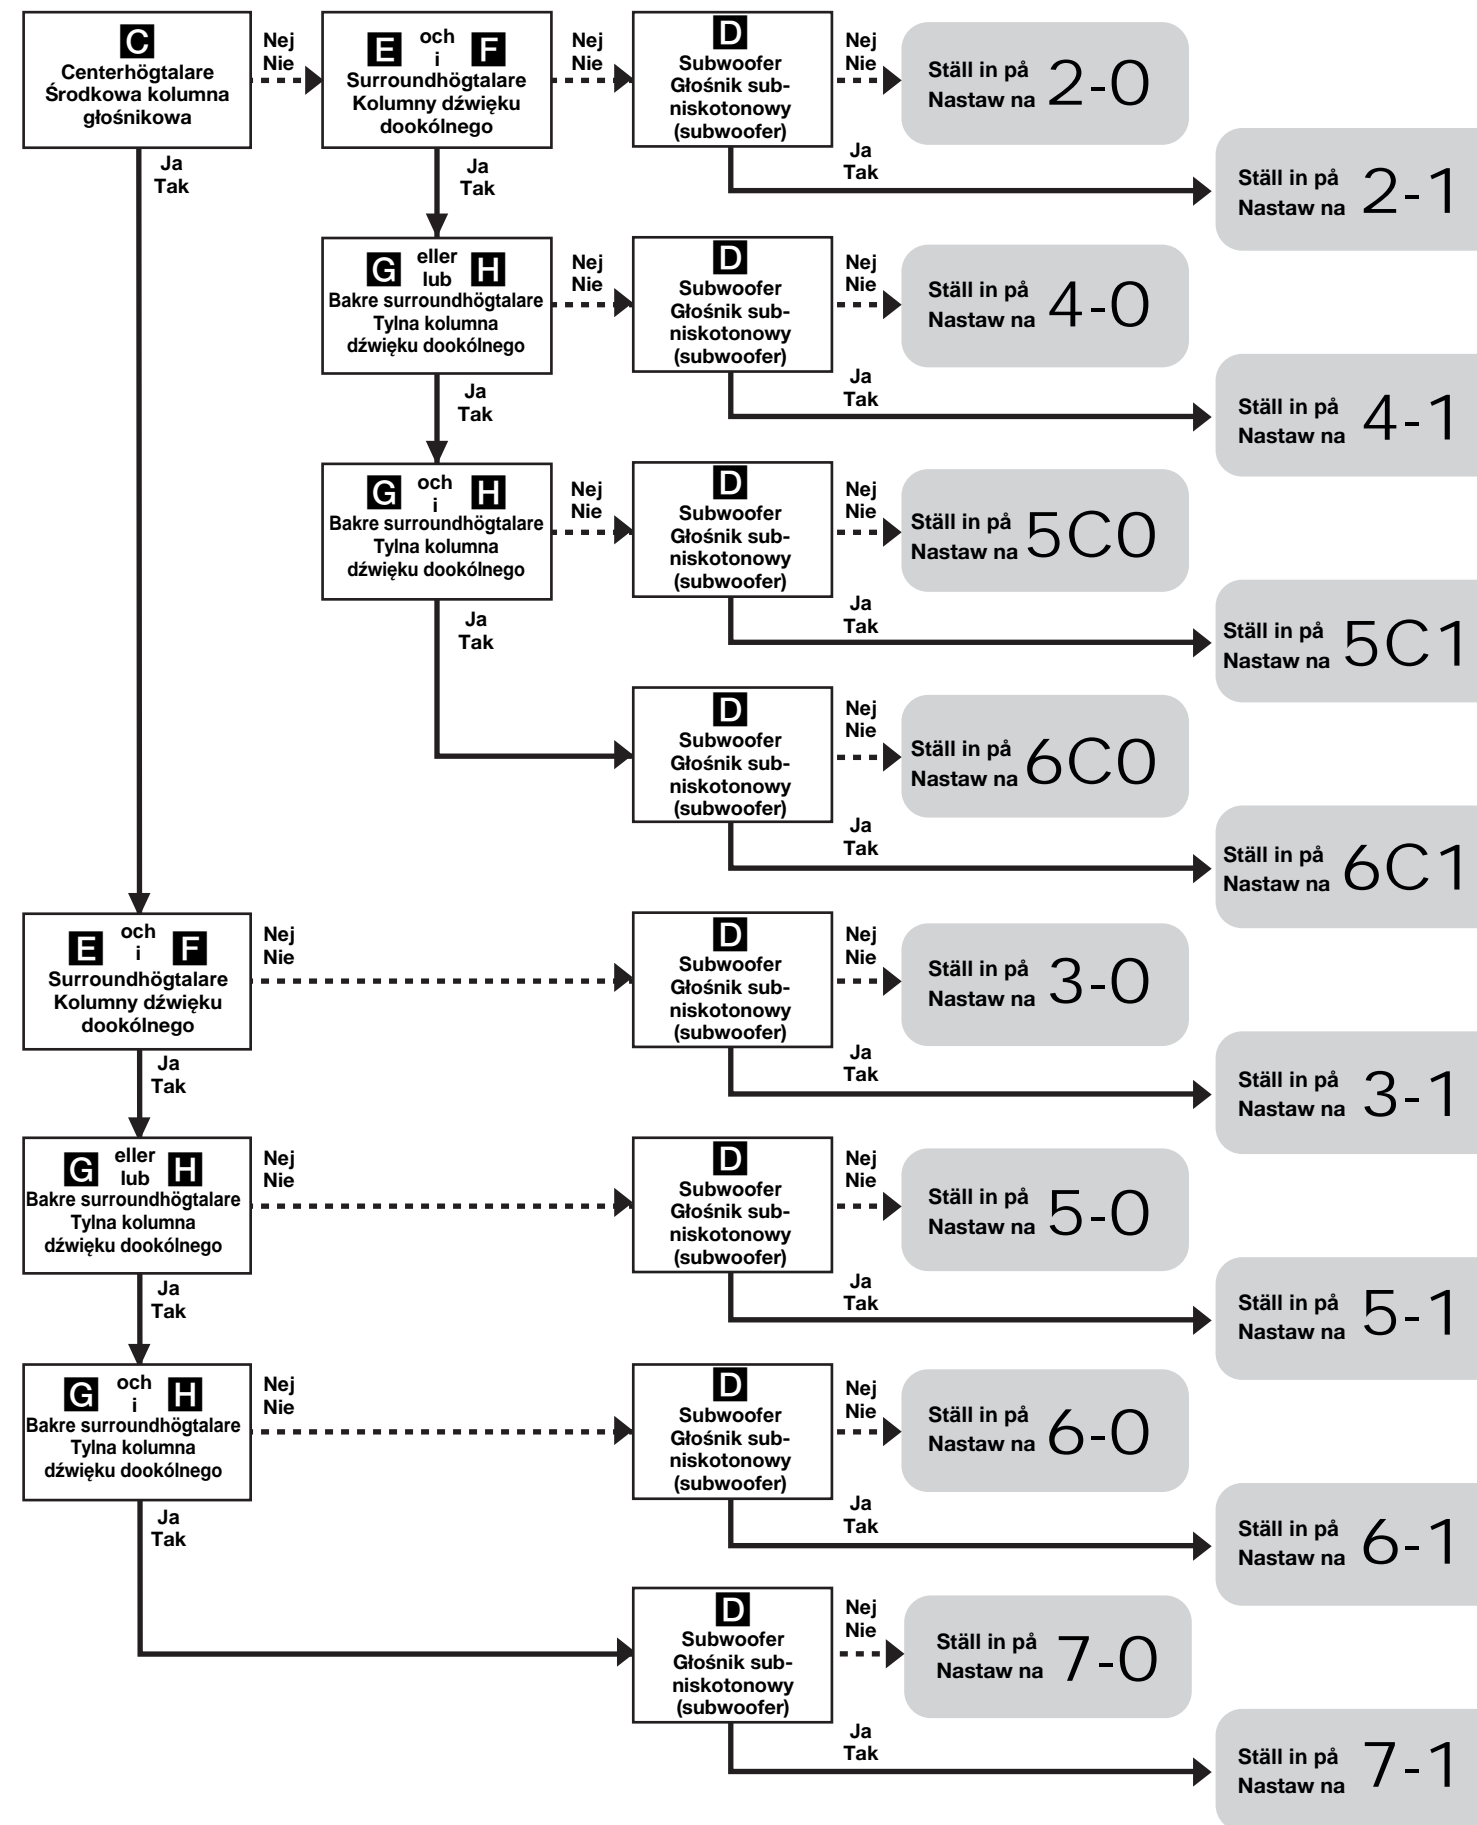 C
Centerhögtalare
Środkowa kolumna
głośnikowa
Nej
Nie
Ja
Tak
E och i F
Surroundhögtalare
Kolumny dźwięku
dookólnego
Nej
Nie
Ja
Tak
D
Subwoofer
Głośnik sub-
niskotonowy
(subwoofer)
Nej
Nie
Ställ in på
Nastaw na 2-0
Ja
Tak
Ställ in på
Nastaw na 2-1
G eller lub H
Bakre surroundhögtalare
Tylna kolumna
dźwięku dookólnego
Nej
Nie
Ja
Tak
D
Subwoofer
Głośnik sub-
niskotonowy
(subwoofer)
Nej
Nie
Ställ in på
Nastaw na 4-0
Ja
Tak
Ställ in på
Nastaw na 4-1
G och i H
Bakre surroundhögtalare
Tylna kolumna
dźwięku dookólnego
Nej
Nie
Ja
Tak
D
Subwoofer
Głośnik sub-
niskotonowy
(subwoofer)
Nej
Nie
Ställ in på
Nastaw na 5C0
Ja
Tak
Ställ in på
Nastaw na 5C1
D
Subwoofer
Głośnik sub-
niskotonowy
(subwoofer)
Nej
Nie
Ställ in på
Nastaw na 6C0
Ja
Tak
Ställ in på
Nastaw na 6C1
E och i F
Surroundhögtalare
Kolumny dźwięku
dookólnego
Nej
Nie
Ja
Tak
D
Subwoofer
Głośnik sub-
niskotonowy
(subwoofer)
Nej
Nie
Ställ in på
Nastaw na 3-0
Ja
Tak
Ställ in på
Nastaw na 3-1
G eller lub H
Bakre surroundhögtalare
Tylna kolumna
dźwięku dookólnego
Nej
Nie
Ja
Tak
D
Subwoofer
Głośnik sub-
niskotonowy
(subwoofer)
Nej
Nie
Ställ in på
Nastaw na 5-0
Ja
Tak
Ställ in på
Nastaw na 5-1
G och i H
Bakre surroundhögtalare
Tylna kolumna
dźwięku dookólnego
Nej
Nie
Ja
Tak
D
Subwoofer
Głośnik sub-
niskotonowy
(subwoofer)
Nej
Nie
Ställ in på
Nastaw na 6-0
Ja
Tak
Ställ in på
Nastaw na 6-1
D
Subwoofer
Głośnik sub-
niskotonowy
(subwoofer)
Nej
Nie
Ställ in på
Nastaw na 7-0
Ja
Tak
Ställ in på
Nastaw na 7-1